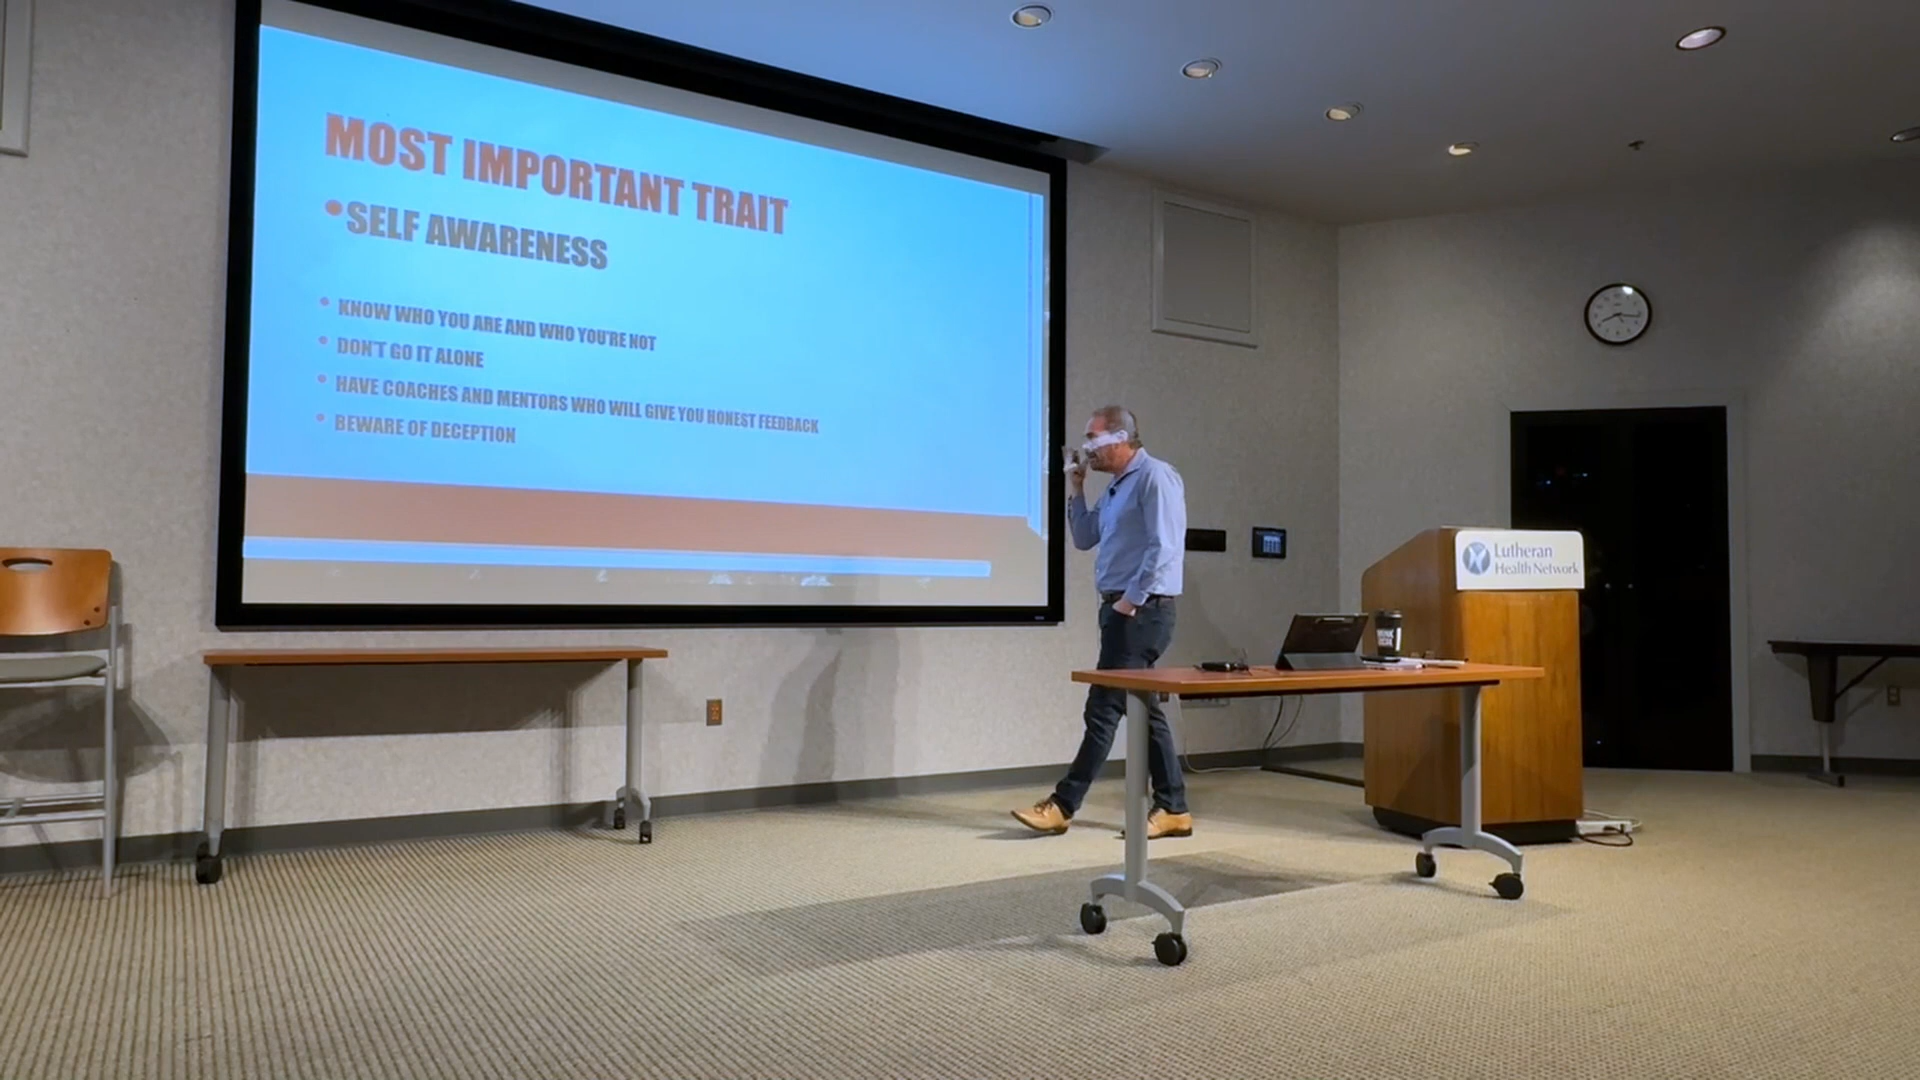 MOST IMPORTANT TRAIT
•SELF AWARENESS
• KNOW WHO YOU ARE AND WHO YOU'RE NOT
• DON'T GO IT ALONE
• HAVE COACHES AND MENTORS WHO WILL GIVE YOU HONEST FEEDBACK
• BEWARE OF DECEPTION
Lutheran
Health Network